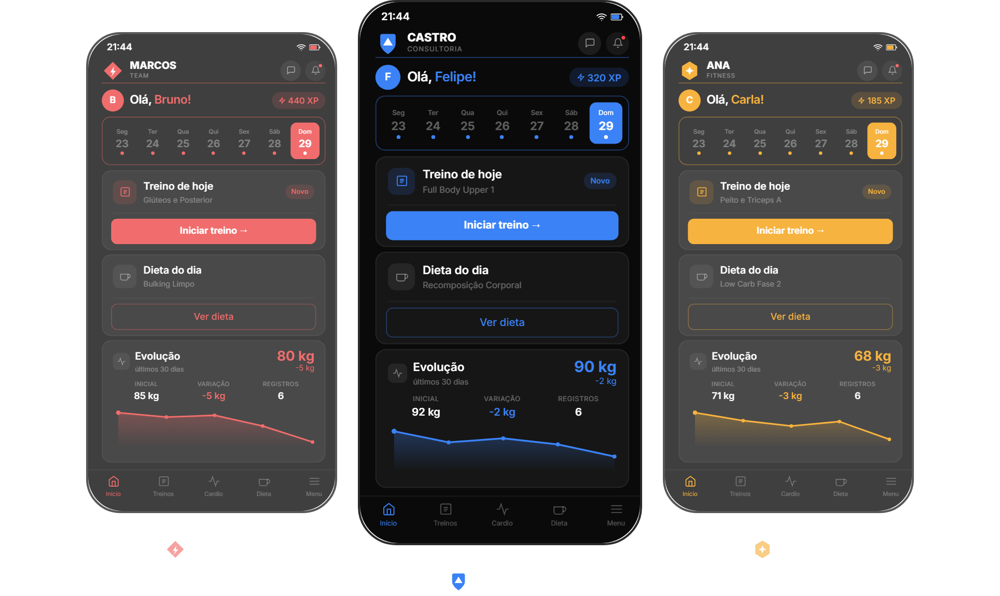 21:44
MARCOS
TEAM
Olá, Bruno!
B
440 XP
Seg Ter Qua Qui Sex Sáb Dom
23 24 25 26 27 28 29
Treino de hoje
Glúteos e Posterior
Novo
Iniciar treino →
Dieta do dia
Bulking Limpo
Ver dieta
Evolução
últimos 30 dias
80 kg
-5 kg
INICIAL VARIAÇÃO REGISTROS
85 kg -5 kg 6
Início Treinos Cardio Dieta Menu
21:44
CASTRO
CONSULTORIA
F
Olá, Felipe!
320 XP
Seg Ter Qua Qui Sex Sáb Dom
23 24 25 26 27 28 29
Treino de hoje
Full Body Upper 1
Novo
Iniciar treino →
Dieta do dia
Recomposição Corporal
Ver dieta
Evolução
últimos 30 dias
90 kg
-2 kg
INICIAL VARIAÇÃO REGISTROS
92 kg -2 kg 6
Início Treinos Cardio Dieta Menu
21:44
ANA
FITNESS
C
Olá, Carla!
185 XP
Seg Ter Qua Qui Sex Sáb Dom
23 24 25 26 27 28 29
Treino de hoje
Peito e Triceps A
Novo
Iniciar treino →
Dieta do dia
Low Carb Fase 2
Ver dieta
Evolução
últimos 30 dias
68 kg
-3 kg
INICIAL VARIAÇÃO REGISTROS
71 kg -3 kg 6
Início Treinos Cardio Dieta Menu